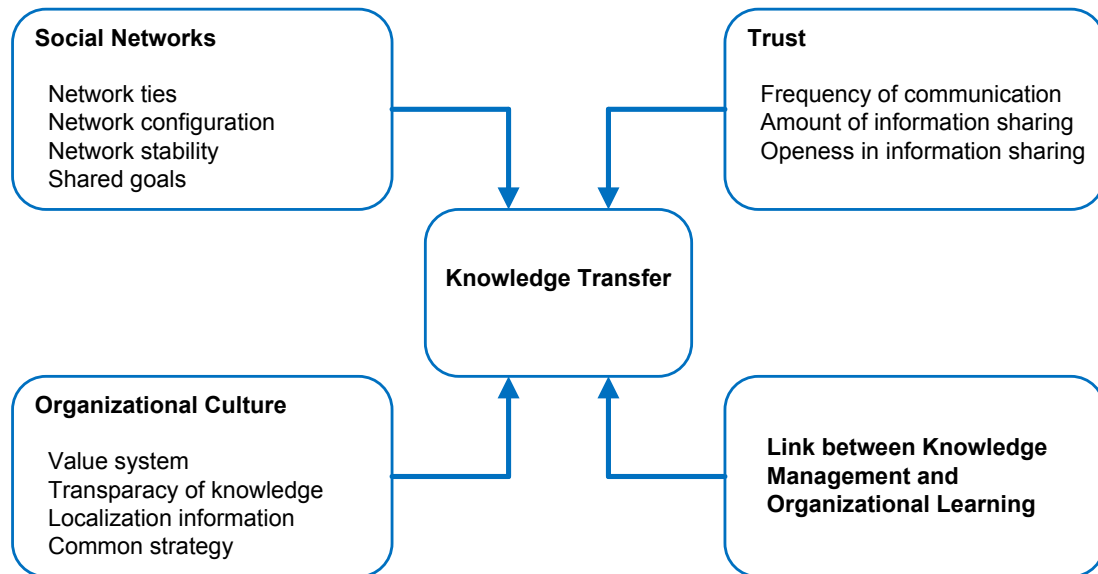 Social Networks
Network ties
Network configuration
Network stability
Shared goals
Trust
Frequency of communication
Amount of information sharing
Openess in information sharing
Knowledge Transfer
Organizational Culture
Value system
Transparacy of knowledge
Localization information
Common strategy
Link between Knowledge
Management and
Organizational Learning